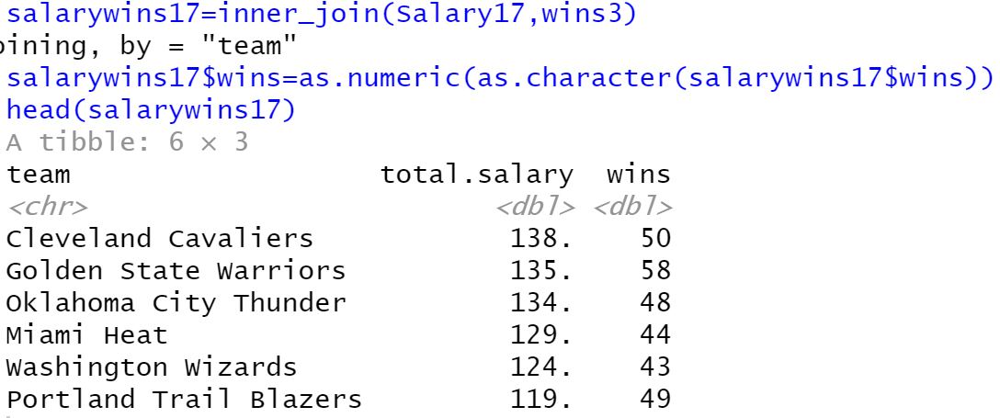 salarywins17=inner_join(Salary17,wins3)
oining, by = "team"
salarywins17$wins=as.numeric(as.character(salarywins17$wins))
head(salarywins17)
A tibble: 6 × 3
team total.salary wins
<chr> <dbl> <dbl>
Cleveland Cavaliers 138. 50
Golden State Warriors 135. 58
Oklahoma City Thunder 134. 48
Miami Heat 129. 44
Washington Wizards 124. 43
Portland Trail Blazers 119. 49